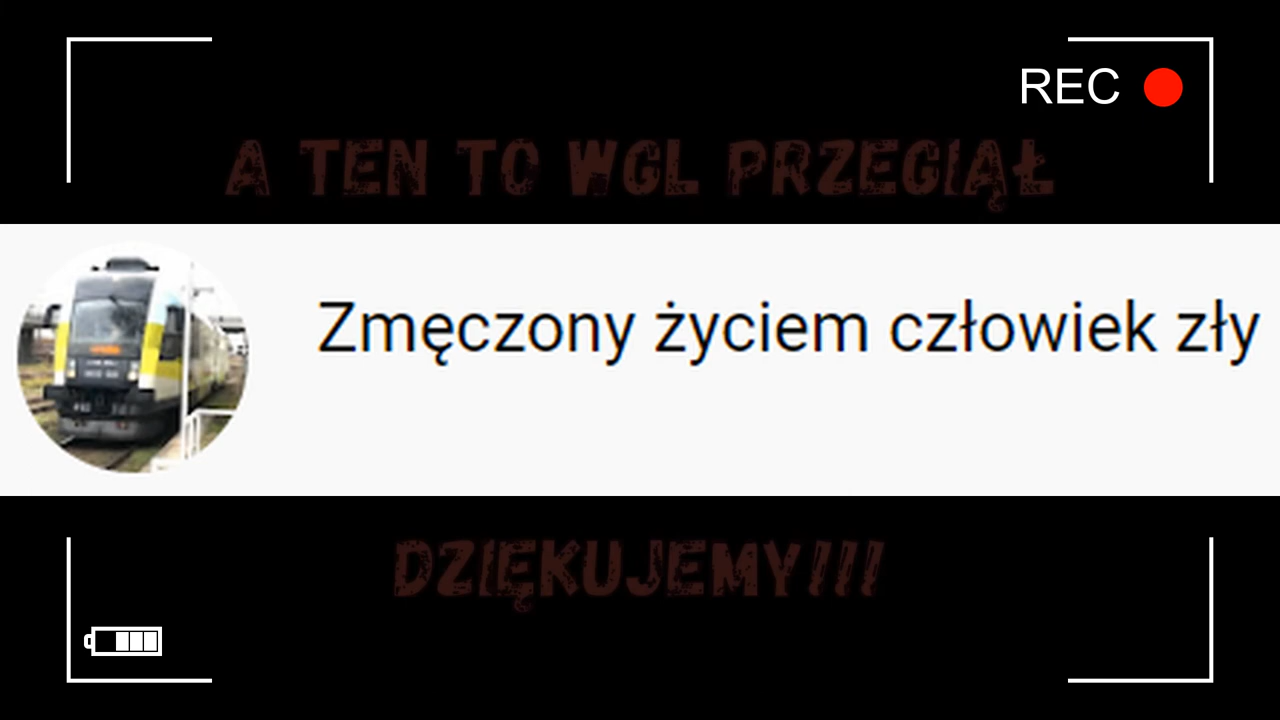 REC
A TEN TO WGL PRZEGIĄŁ
Zmęczony życiem człowiek zły
DZIĘKUJEMY!!!